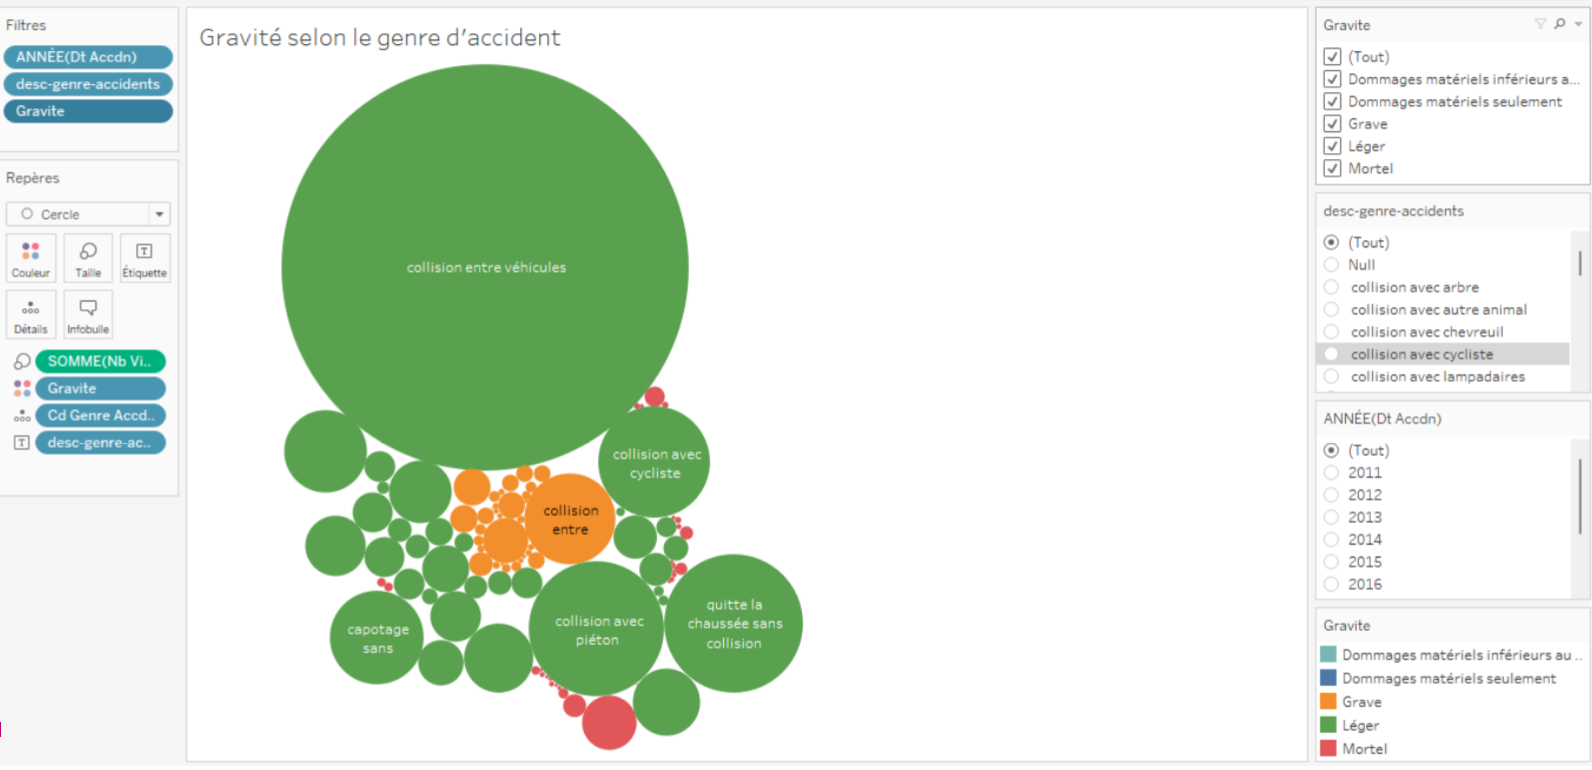 Filtres
ANNÉE(Dt Accdn)
desc-genre-accidents
Gravite
Repères
Cercle
Couleur
Taille
Étiquette
Détails
Infobulle
SOMME(Nb Vi..
Gravite
Cd Genre Accd..
desc-genre-ac..
Gravité selon le genre d'accident
collision entre véhicules
collision avec
cycliste
collision
entre
collision avec
piéton
quitte la
chaussée sans
collision
capotage
sans
Gravite
(Tout)
Dommages matériels inférieurs a...
Dommages matériels seulement
Grave
Léger
Mortel
desc-genre-accidents
(Tout)
Null
collision avec arbre
collision avec autre animal
collision avec chevreuil
collision avec cycliste
collision avec lampadaires
ANNÉE(Dt Accdn)
(Tout)
2011
2012
2013
2014
2015
2016
Gravite
Dommages matériels inférieurs au ..
Dommages matériels seulement
Grave
Léger
Mortel